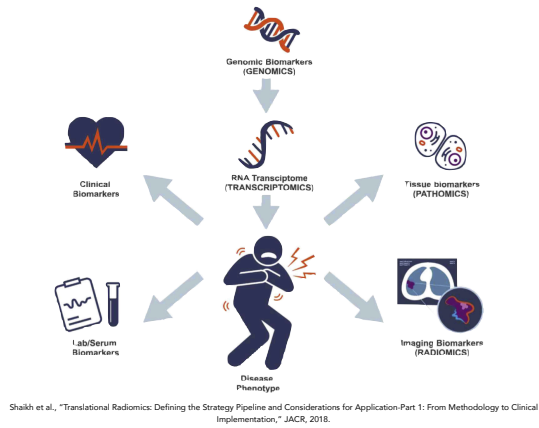 Genomic Biomarkers
(GENOMICS)
Clinical
Biomarkers
RNA Transciptome
(TRANSCRIPTOMICS)
Tissue biomarkers
(PATHOMICS)
Lab/Serum
Biomarkers
Imaging Biomarkers
(RADIOMICS)
Disease
Phenotype
Shaikh et al., "Translational Radiomics: Defining the Strategy Pipeline and Considerations for Application-Part 1: From Methodology to Clinical
Implementation," JACR, 2018.